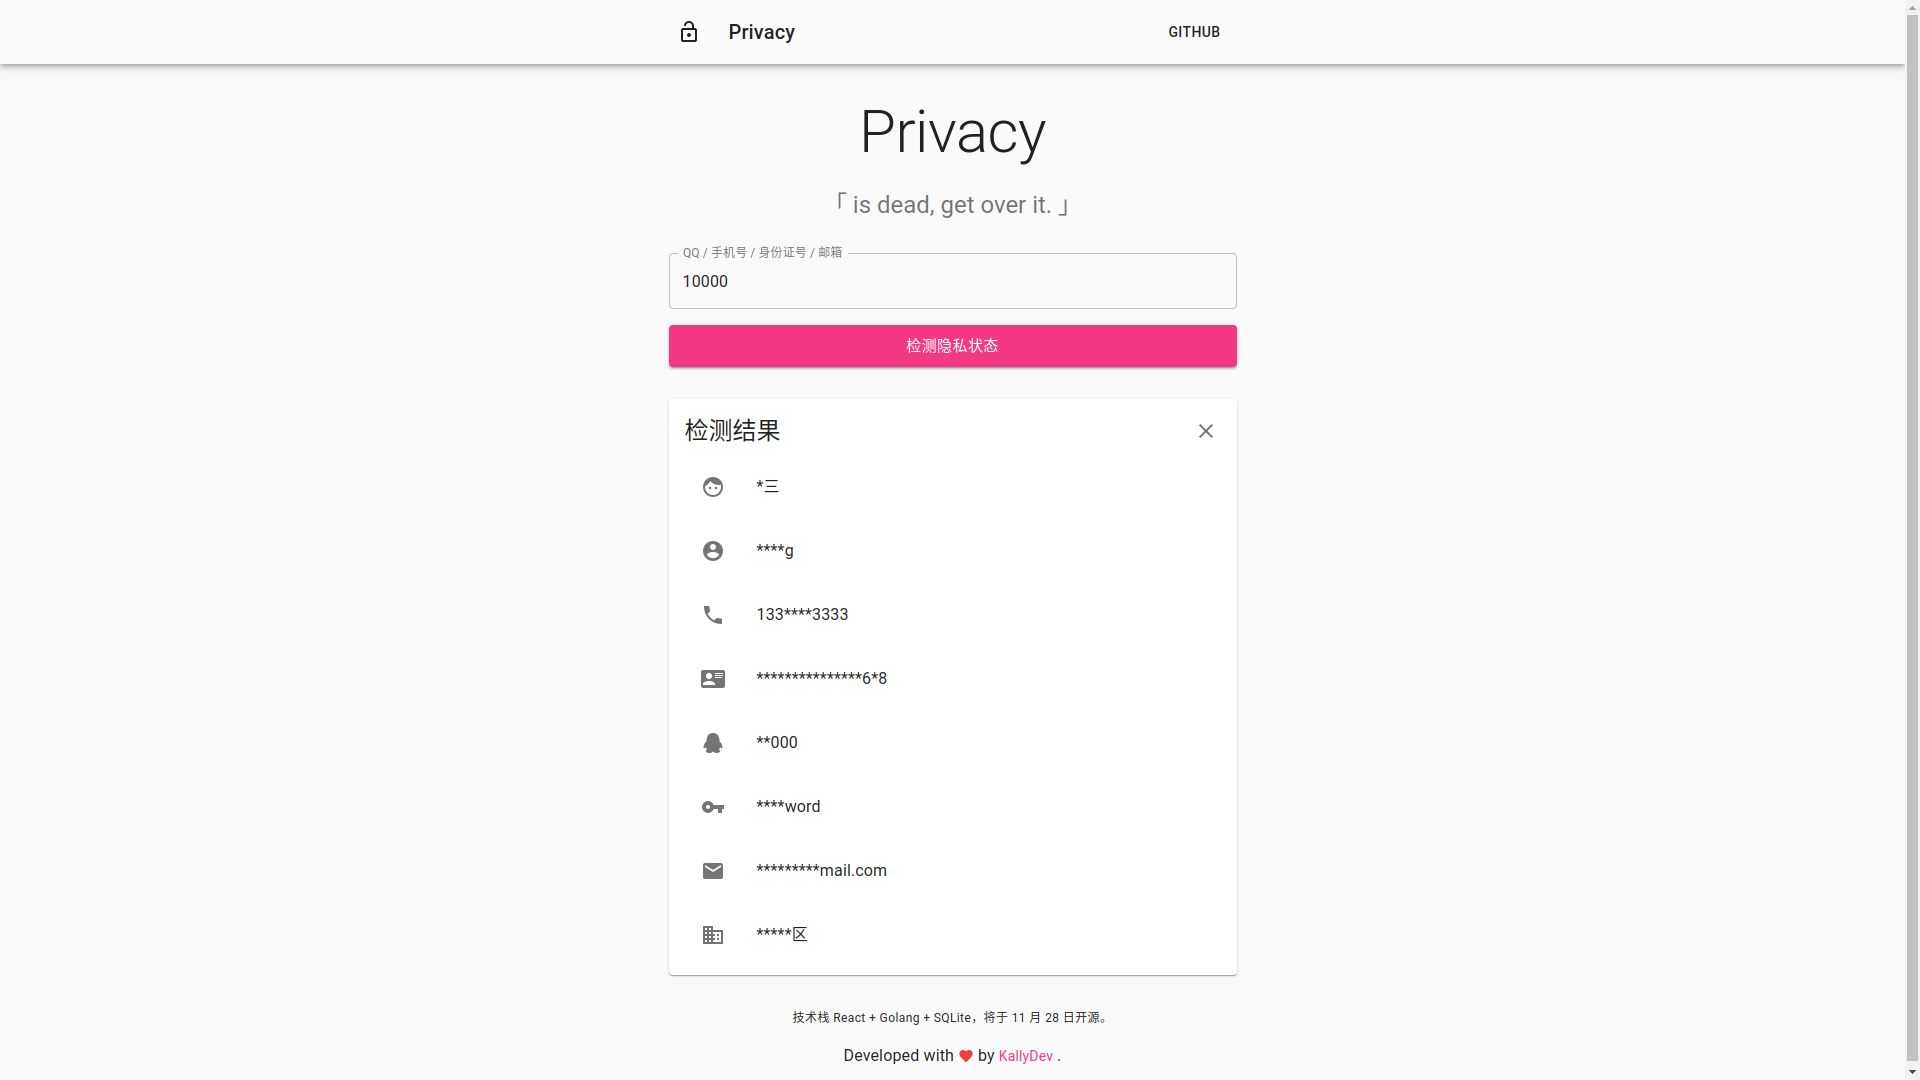 Privacy
GITHUB
Privacy
「 is dead, get over it. 」
QQ / 手机号 / 身份证号 / 邮箱
10000
检测隐私状态
检测结果
*三
****g
133****3333
***************6*8
**000
****word
*********mail.com
*****区
技术栈 React + Golang + SQLite，将于 11 月 28 日开源。
Developed with ❤ by KallyDev .